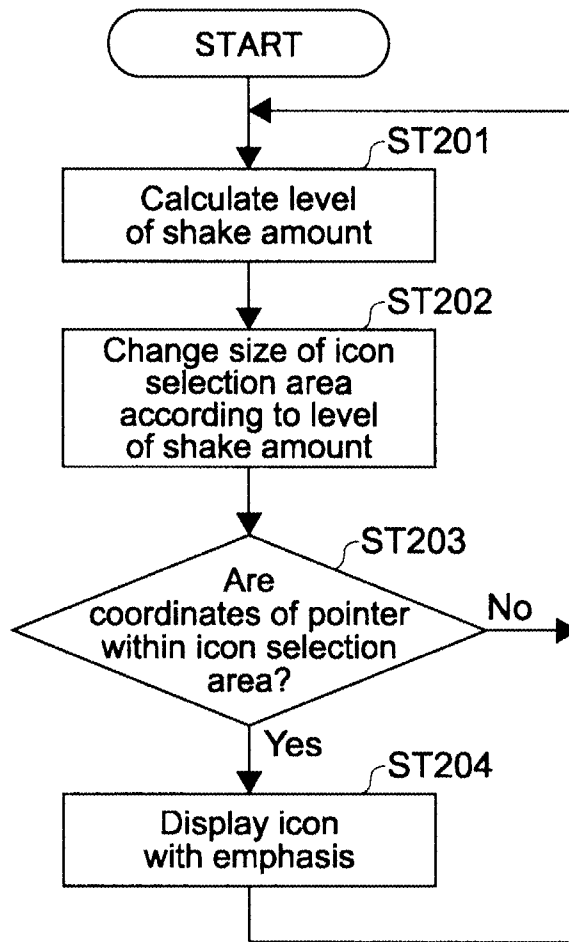 START
ST201
Calculate level
of shake amount
ST202
Change size of icon
selection area
according to level
of shake amount
ST203
Are
coordinates of pointer
within icon selection
area?
No
Yes
ST204
Display icon
with emphasis